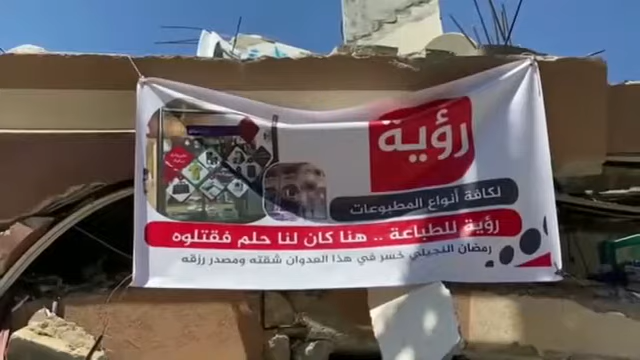 رؤية
لكافة أنواع المطبوعات
رؤية للطباعة .. هنا كان لنا حلم فقتلوه
رمضان النجيلي خسر في هذا العدوان شقته ومصدر رزقه